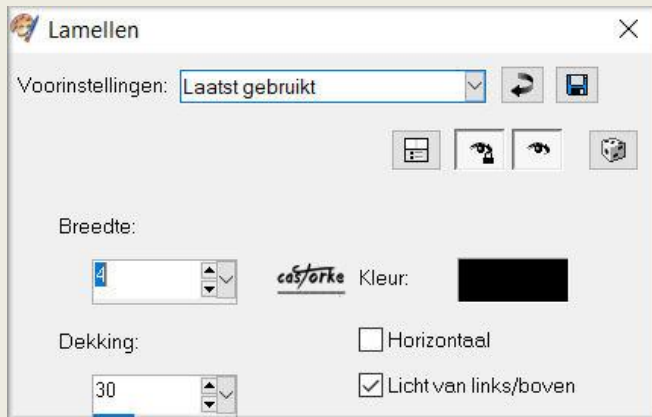 Lamellen
Voorinstellingen: Laatst gebruikt
Breedte:
4 castorke Kleur:
Dekking: Horizontaal
30 Licht van links/boven